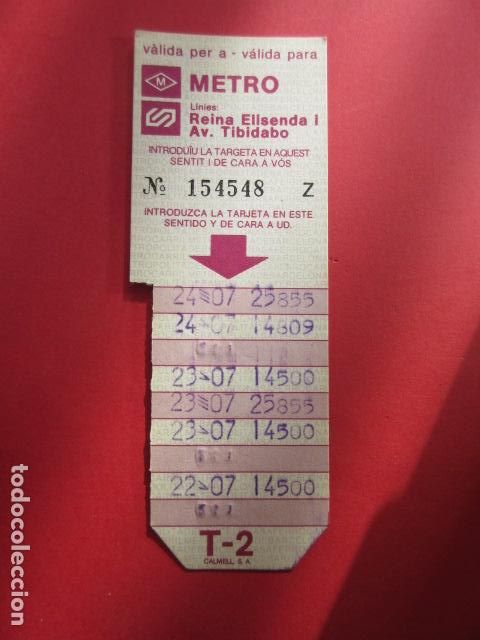 vàlida per a - válida para
M METRO
Línies:
Reina Elisenda i
Av. Tibidabo
INTRODUÏU LA TARGETA EN AQUEST
SENTIT I DE CARA A VÓS
Nº 154548 Z
INTRODUZCA LA TARJETA EN ESTE
SENTIDO Y DE CARA A UD.
24 07 25855
24 07 14809
23 07 14500
23 07 25855
23 07 14500
22 07 14500
T-2
CALMELL, S.A.
todocoleccion